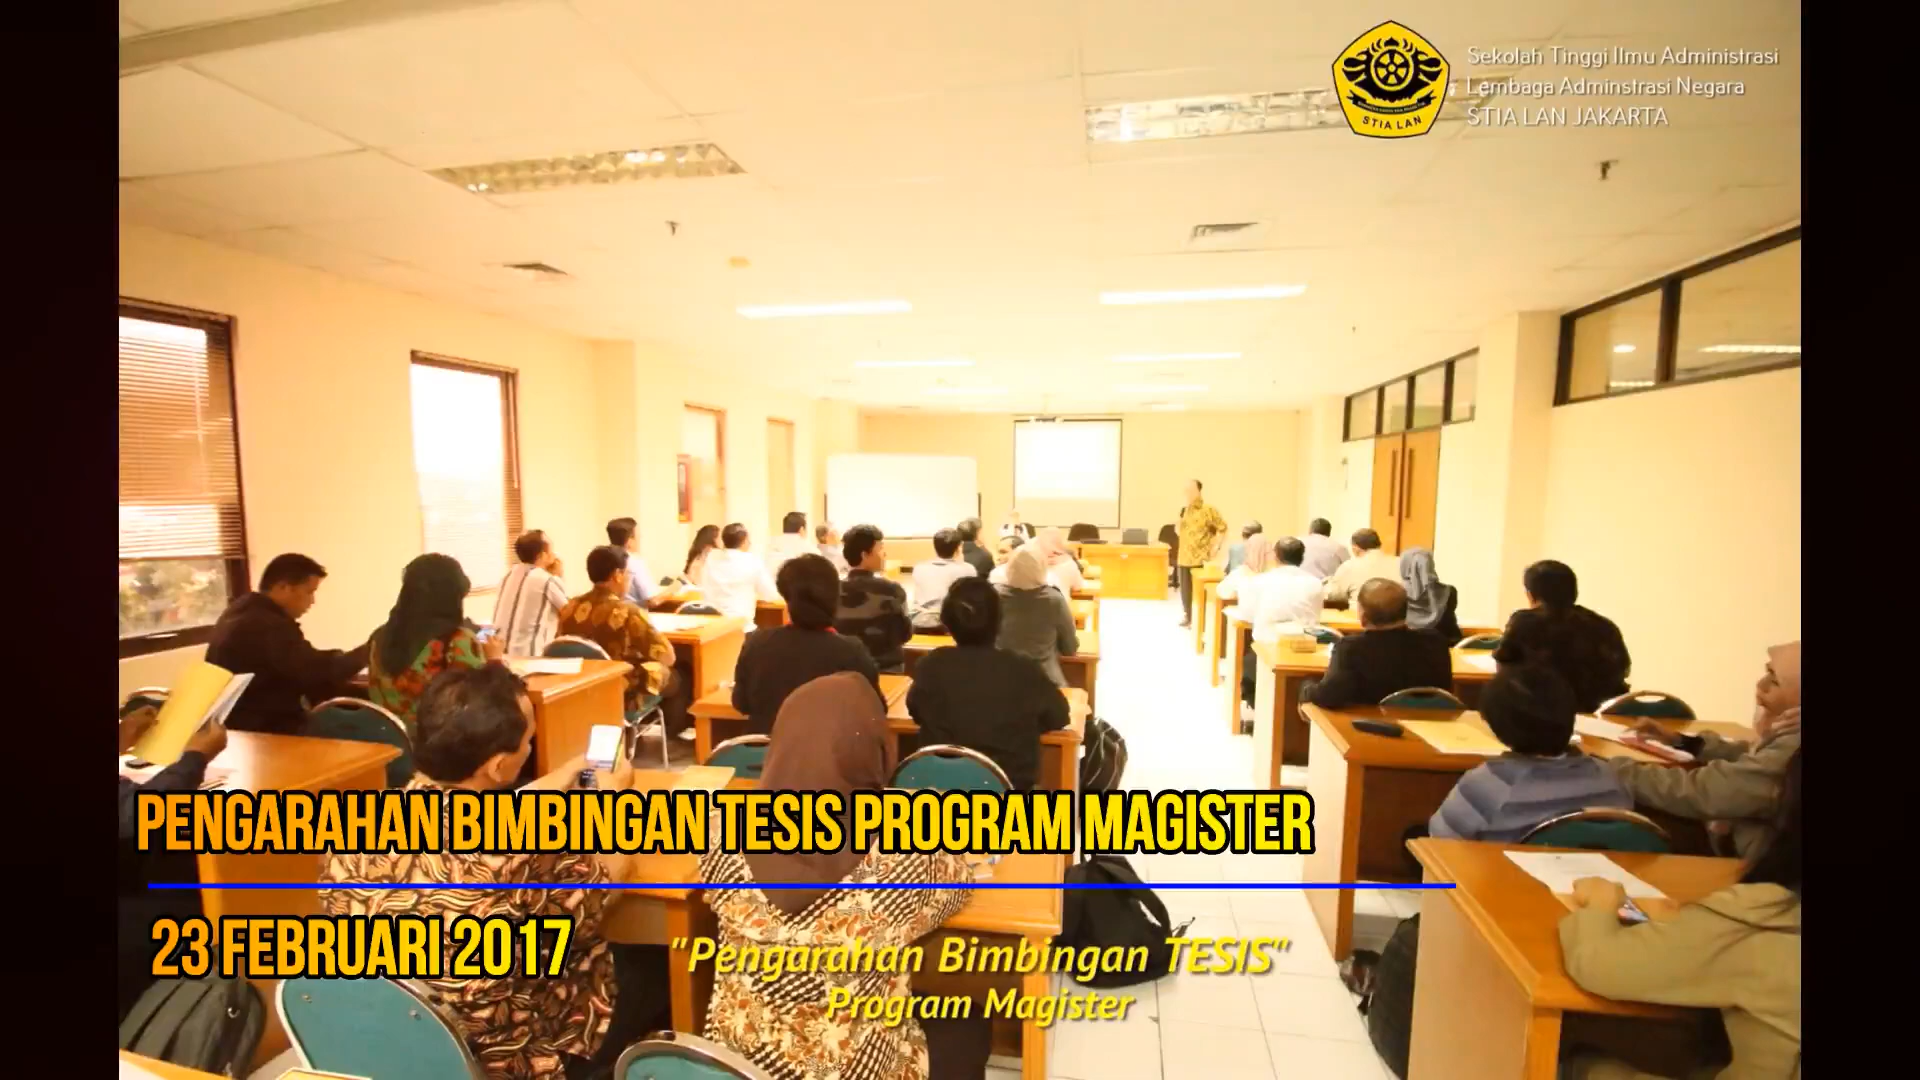 Sekolah Tinggi Ilmu Administrasi
Lembaga Adminstrasi Negara
STIA LAN JAKARTA
STIA LAN
PENGARAHAN BIMBINGAN TESIS PROGRAM MAGISTER
23 FEBRUARI 2017
"Pengarahan Bimbingan TESIS"
Program Magister